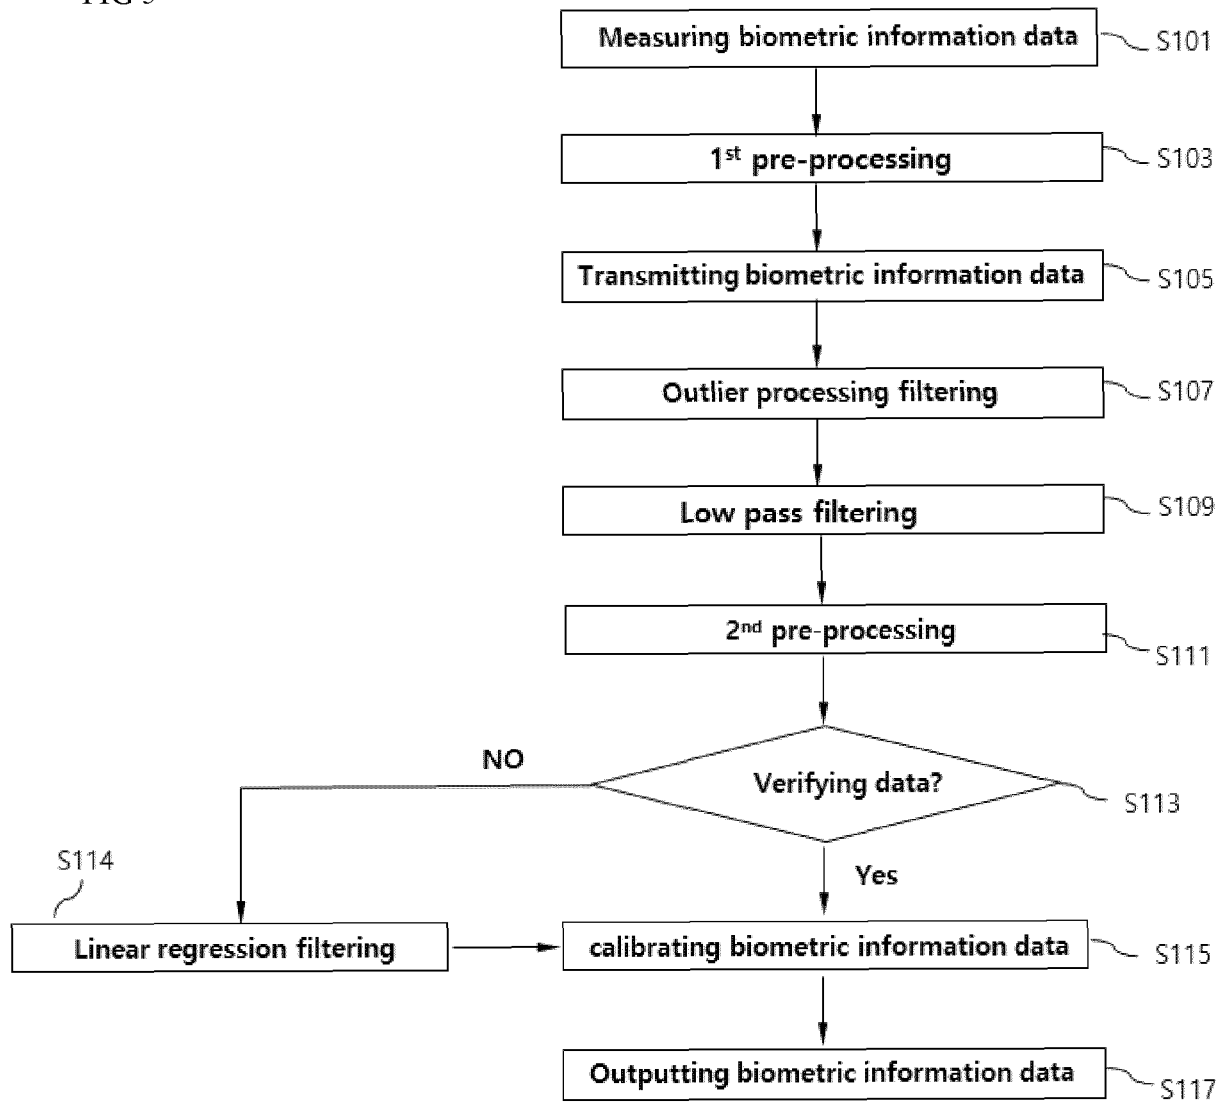 FIG 5
Measuring biometric information data
S101
1st pre-processing
S103
Transmitting biometric information data
S105
Outlier processing filtering
S107
Low pass filtering
S109
2nd pre-processing
S111
NO
Verifying data?
S113
Yes
S114
Linear regression filtering
calibrating biometric information data
S115
Outputting biometric information data
S117